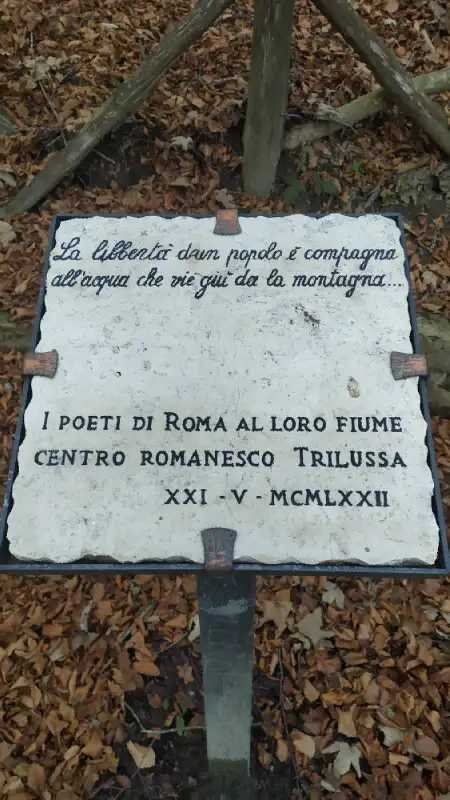 La libbertà d'un popolo è compagna
all'acqua che vie giù da la montagna...
I POETI DI ROMA AL LORO FIUME
CENTRO ROMANESCO TRILUSSA
XXI - V - MCMLXXII